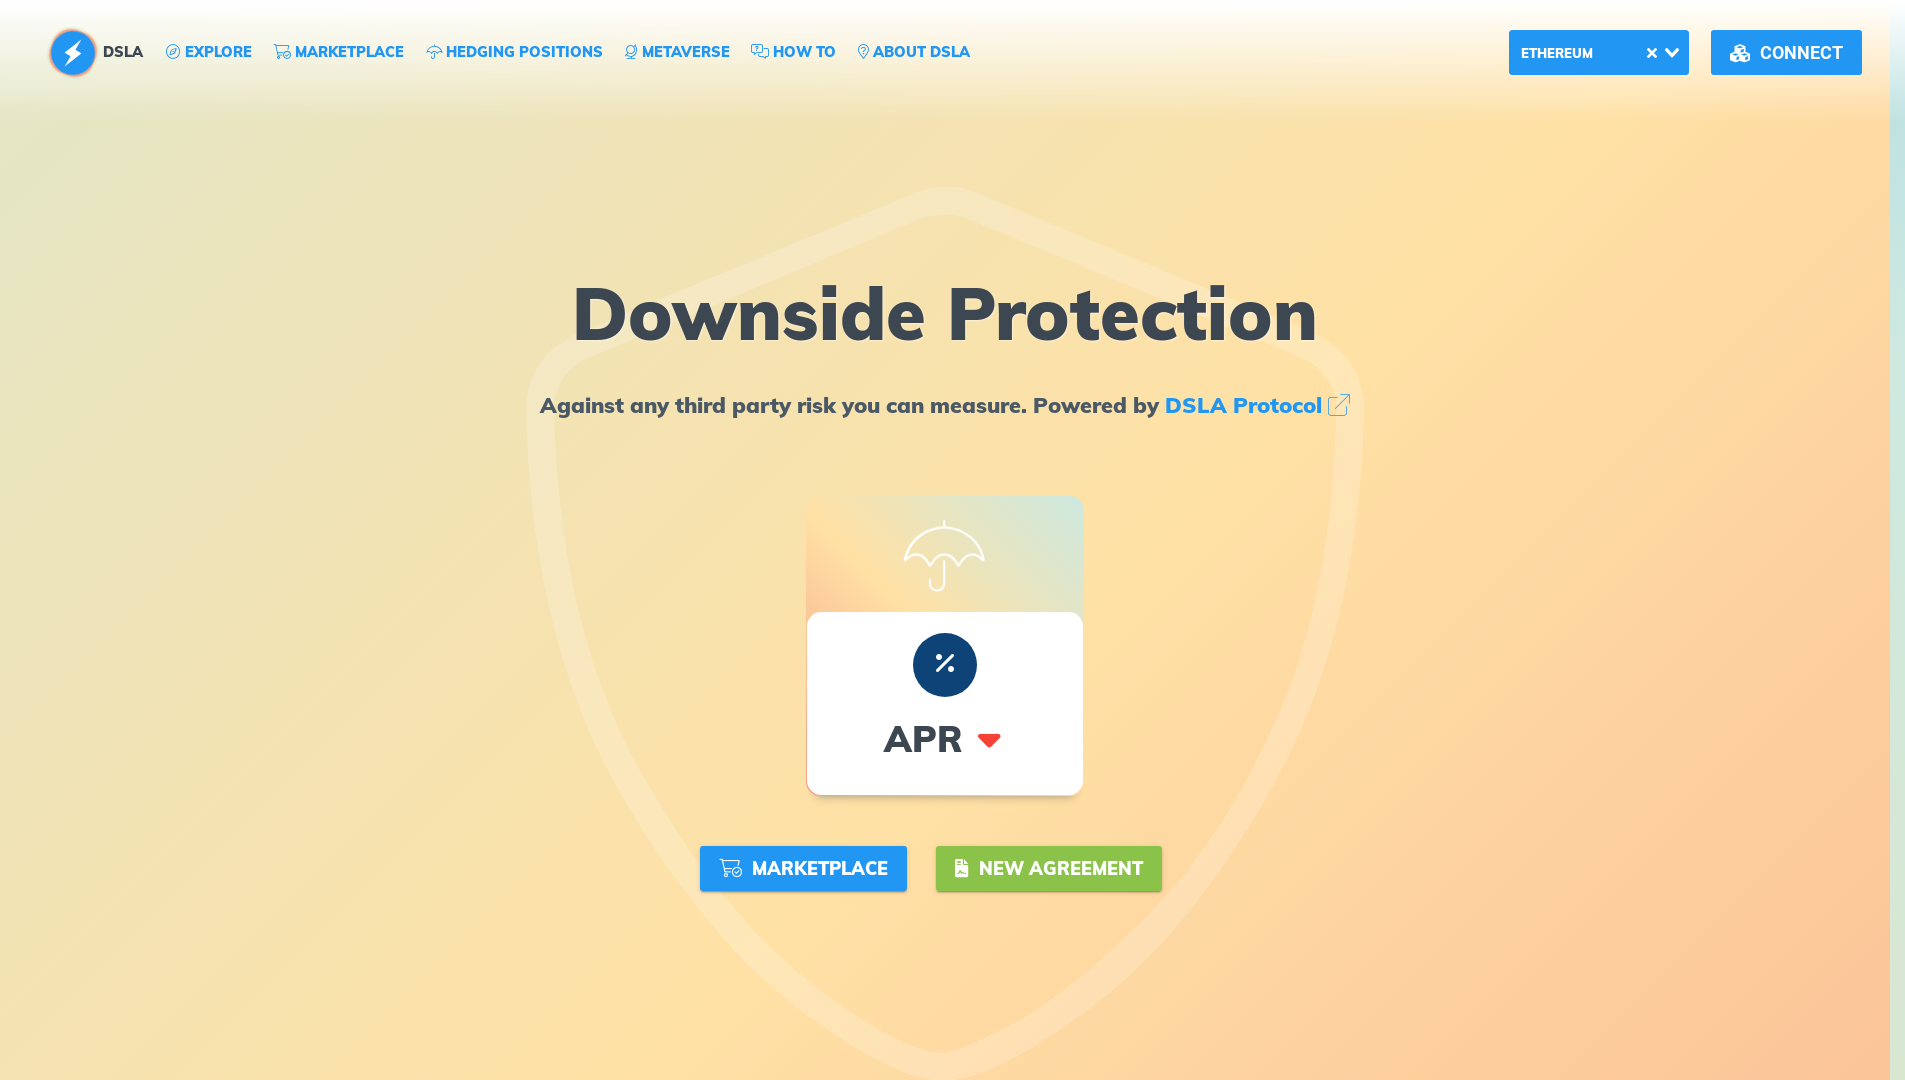 DSLA
EXPLORE
MARKETPLACE
HEDGING POSITIONS
METAVERSE
HOW TO
ABOUT DSLA
ETHEREUM
CONNECT
Downside Protection
Against any third party risk you can measure. Powered by DSLA Protocol
APR
MARKETPLACE
NEW AGREEMENT